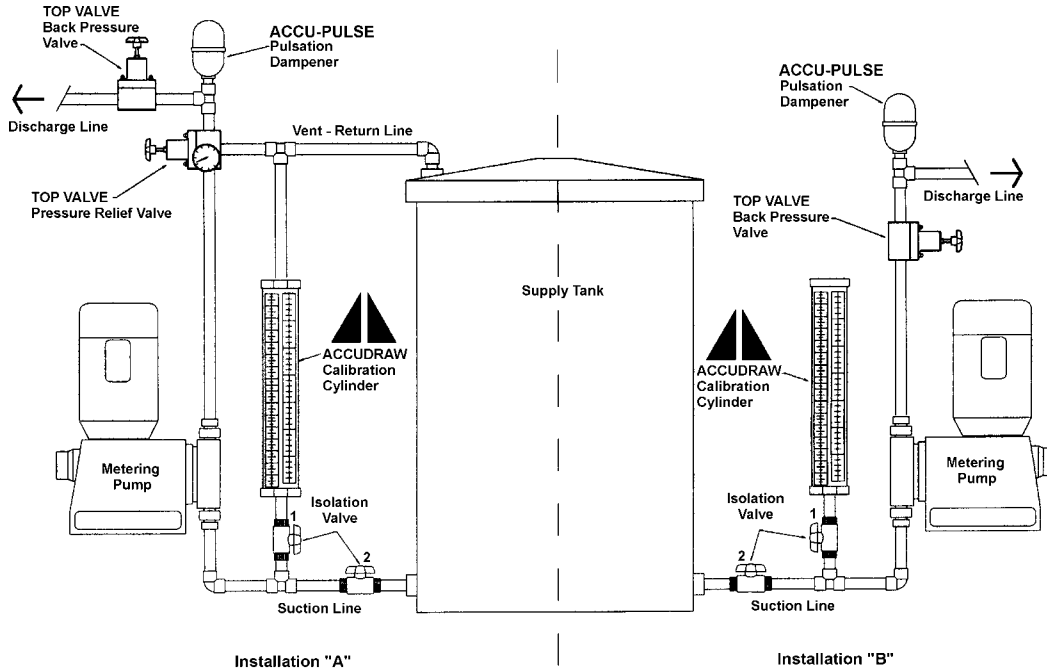 TOP VALVE
Back Pressure
Valve
ACCU-PULSE
Pulsation
Dampener
Discharge Line
Vent - Return Line
TOP VALVE
Pressure Relief Valve
ACCUDRAW
Calibration
Cylinder
Metering
Pump
Isolation
Valve
1
2
Suction Line
Installation "A"
Supply Tank
ACCU-PULSE
Pulsation
Dampener
Discharge Line
TOP VALVE
Back Pressure
Valve
ACCUDRAW
Calibration
Cylinder
Metering
Pump
Isolation
Valve
1
2
Suction Line
Installation "B"